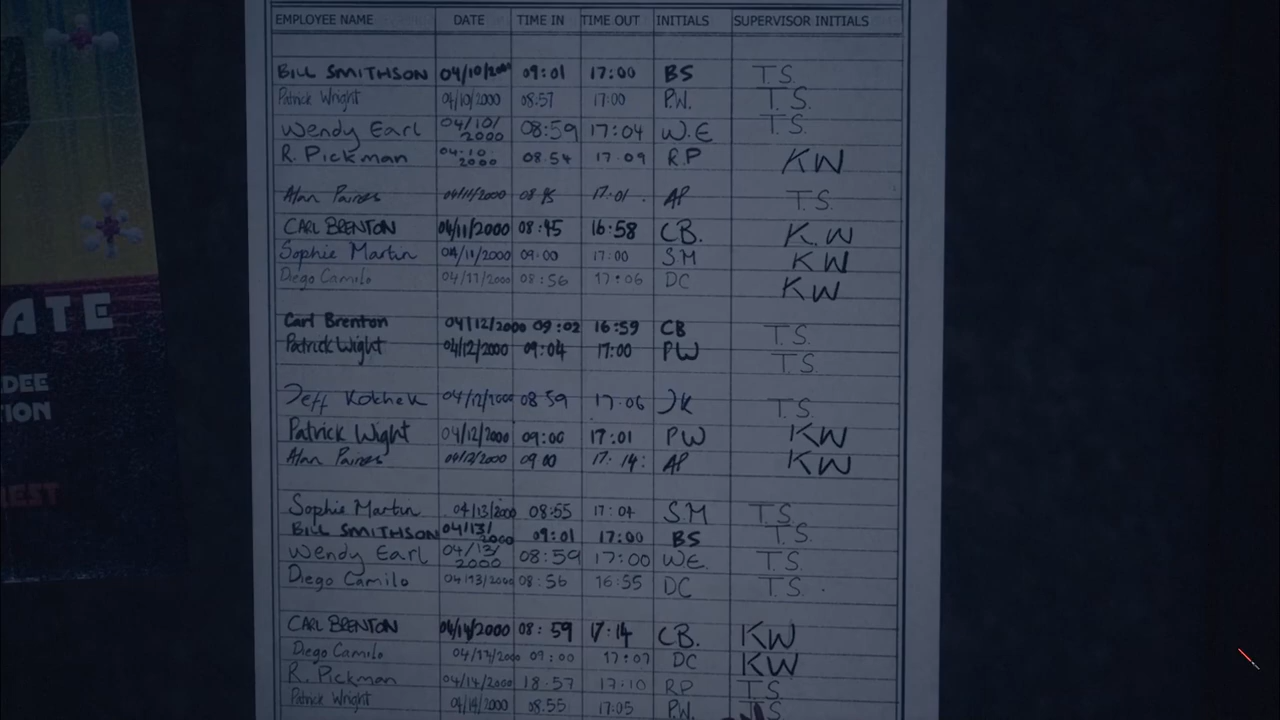 EMPLOYEE NAME DATE TIME IN TIME OUT INITIALS SUPERVISOR INITIALS
BILL SMITHSON 04/10/2000 09:01 17:00 BS T.S.
Patrick Wright 04/10/2000 08:57 17:00 P.W. T.S.
Wendy Earl 04/10/2000 08:59 17:04 W.E T.S.
R. Pickman 04.10.2000 08.54 17.09 R.P KW
Alan Paires 04/11/2000 17.01 AP T.S.
CARL BRENTON 04/11/2000 08:45 16:58 CB. K.W
Sophie Martin 04/11/2000 09:00 17:00 SM KW
Diego Camilo 04/11/2000 08:56 17:06 DC KW
Carl Brenton 04/12/2000 09:02 16:59 CB T.S.
Patrick Wight 04/12/2000 09:04 17:00 PW T.S.
Jeff 04/12/2000 08 59 17.06 JK T.S.
Patrick Wight 04/12/2000 09:00 17:01 PW KW
Alan Paires 04/12/2000 09 00 17. 14: AP KW
Sophie Martin 04/13/2000 08:55 17:04 SM T.S.
BILL SMITHSON 04/13/2000 09:01 17:00 BS T.S.
Wendy Earl 04/13/2000 08:59 17:00 WE. T.S.
Diego Camilo 04/13/2000 08:56 16:55 DC T.S.
CARL BRENTON 04/14/2000 08:59 17:14 CB. KW
Diego Camilo 09:00 17:07 DC KW
R. Pickman 04/14/2000 18:57 17:10 RP T.S.
Patrick Wright 04/14/2000 08:55 17:05 P.W. T.S
ATE
DEE
ION
EST